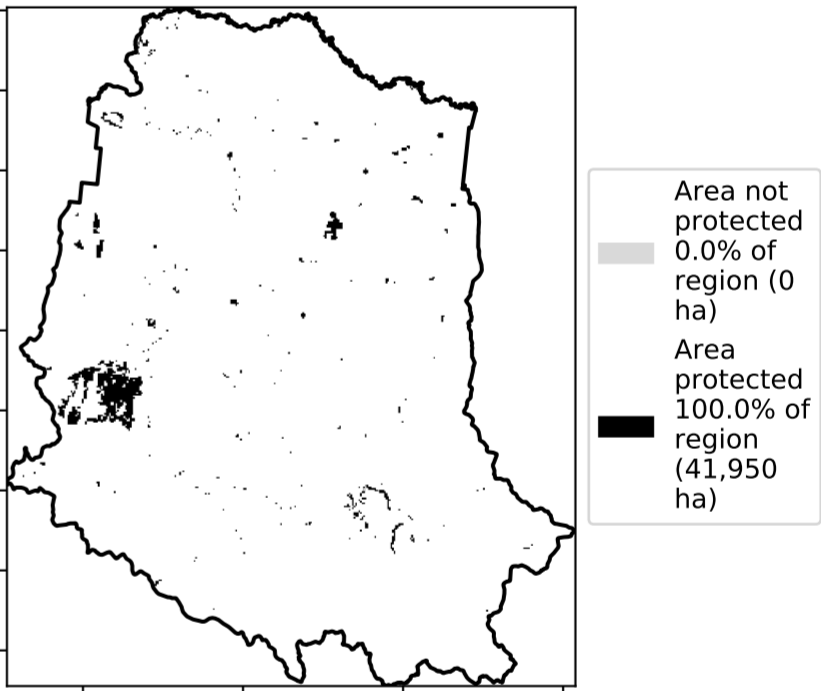 Area not
protected
0.0% of
region (0
ha)
Area
protected
100.0% of
region
(41,950
ha)